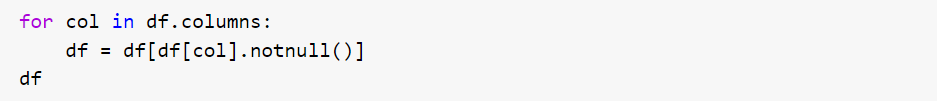 for col in df.columns:
    df = df[df[col].notnull()]
df